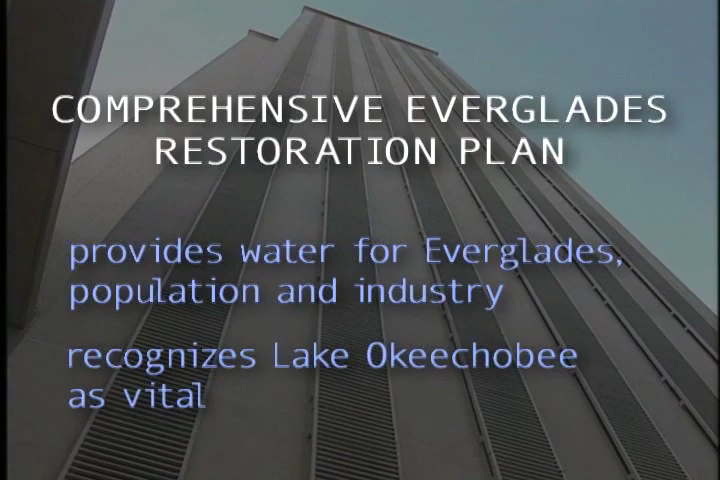 COMPREHENSIVE EVERGLADES
RESTORATION PLAN
provides water for Everglades,
population and industry
recognizes Lake Okeechobee
as vital